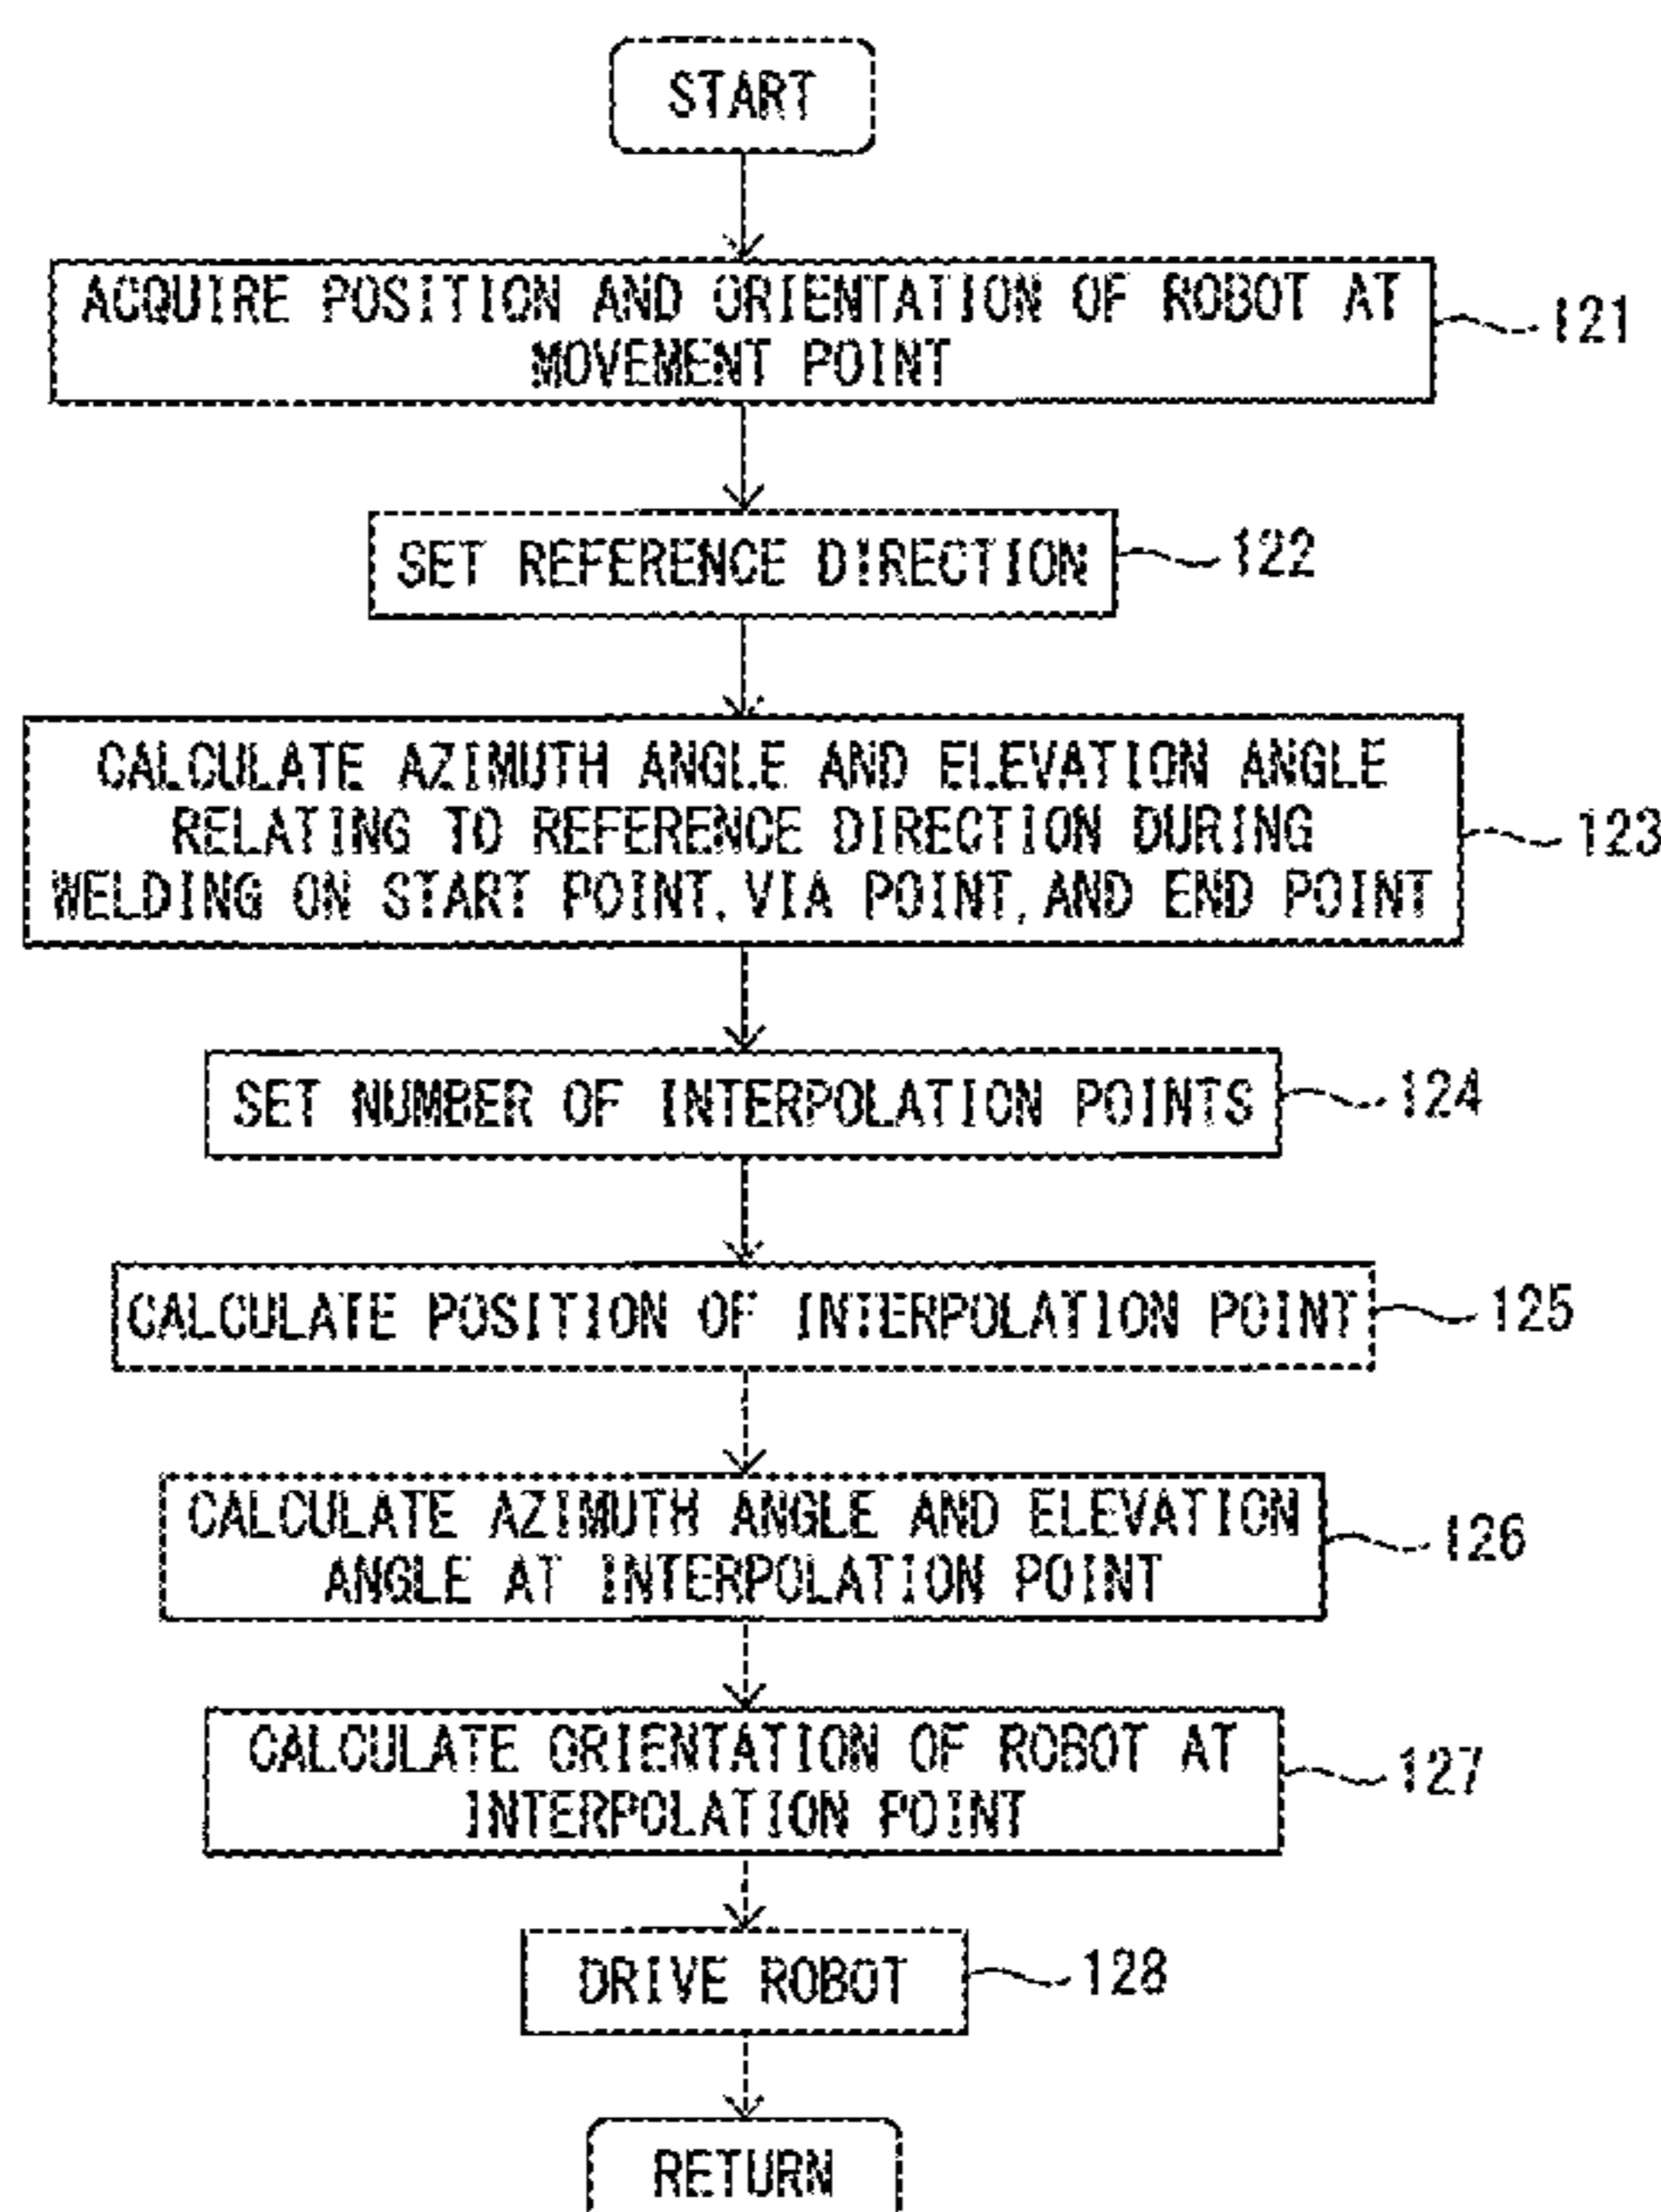 START
ACQUIRE POSITION AND ORIENTATION OF ROBOT AT
MOVEMENT POINT
121
SET REFERENCE DIRECTION
122
CALCULATE AZIMUTH ANGLE AND ELEVATION ANGLE
RELATING TO REFERENCE DIRECTION DURING
WELDING ON START POINT, VIA POINT, AND END POINT
123
SET NUMBER OF INTERPOLATION POINTS
124
CALCULATE POSITION OF INTERPOLATION POINT
125
CALCULATE AZIMUTH ANGLE AND ELEVATION
ANGLE AT INTERPOLATION POINT
126
CALCULATE ORIENTATION OF ROBOT AT
INTERPOLATION POINT
127
DRIVE ROBOT
128
RETURN